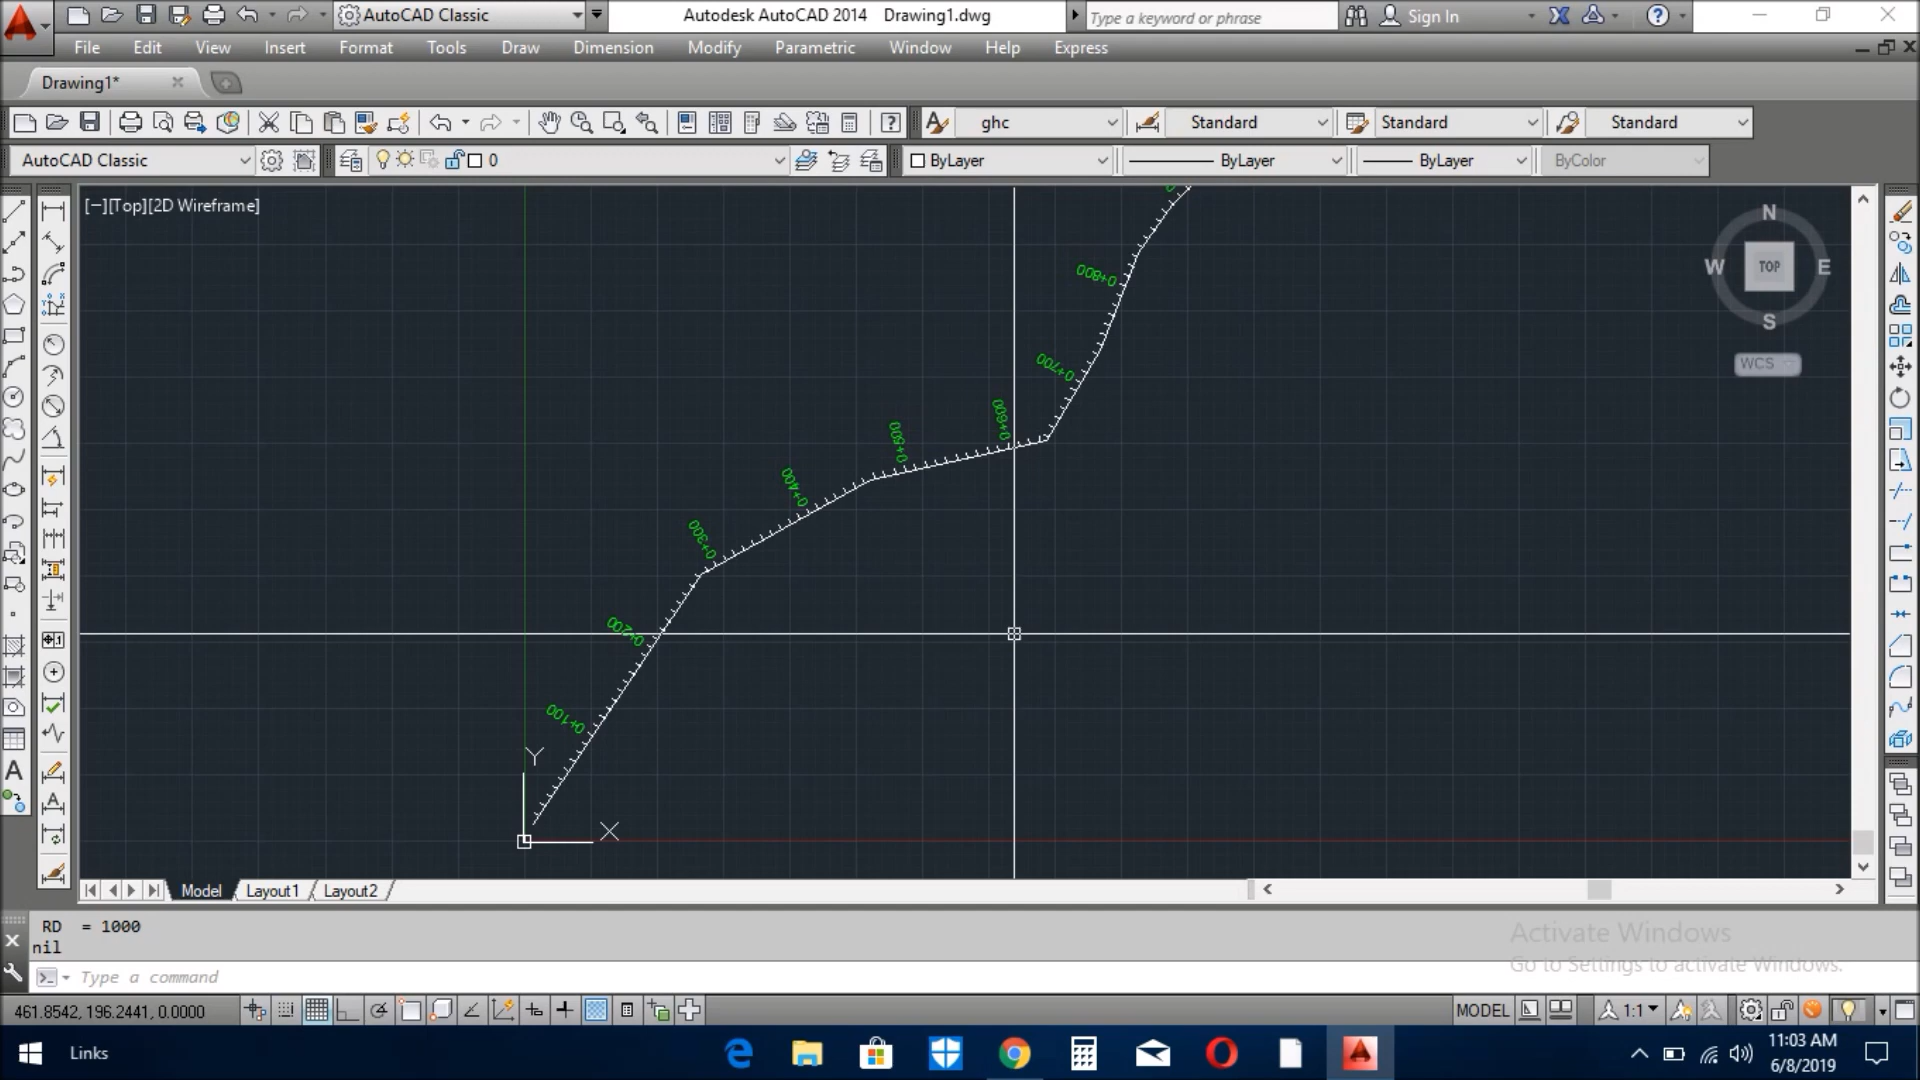 AutoCAD Classic
Autodesk AutoCAD 2014 Drawing1.dwg
Type a keyword or phrase
Sign In
File Edit View Insert Format Tools Draw Dimension Modify Parametric Window Help Express
Drawing1*
ghc Standard Standard Standard
AutoCAD Classic 0 ByLayer ByLayer ByLayer ByColor
[−][Top][2D Wireframe]
N
W TOP E
S
WCS
0+800
0+700
0+600
0+500
0+400
0+300
0+200
0+100
Y
X
Model Layout1 Layout2
RD = 1000
nil
Type a command
Activate Windows
Go to Settings to activate Windows.
461.8542, 196.2441, 0.0000
MODEL 1:1
Links
11:03 AM
6/8/2019